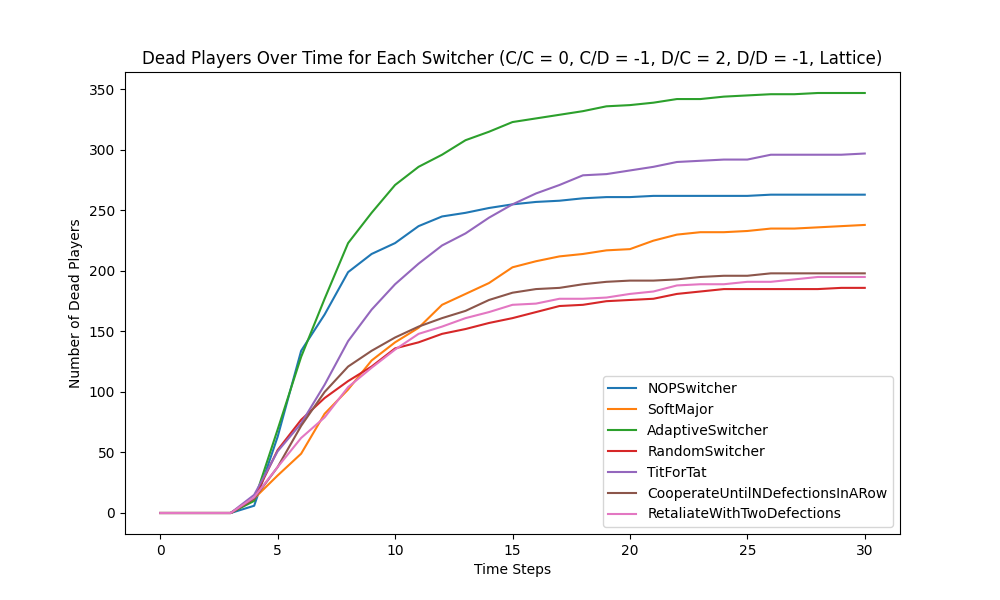 Dead Players Over Time for Each Switcher (C/C = 0, C/D = -1, D/C = 2, D/D = -1, Lattice)
Number of Dead Players
350
300
250
200
150
100
50
0
NOPSwitcher
SoftMajor
AdaptiveSwitcher
RandomSwitcher
TitForTat
CooperateUntilNDefectionsInARow
RetaliateWithTwoDefections
0 5 10 15 20 25 30
Time Steps